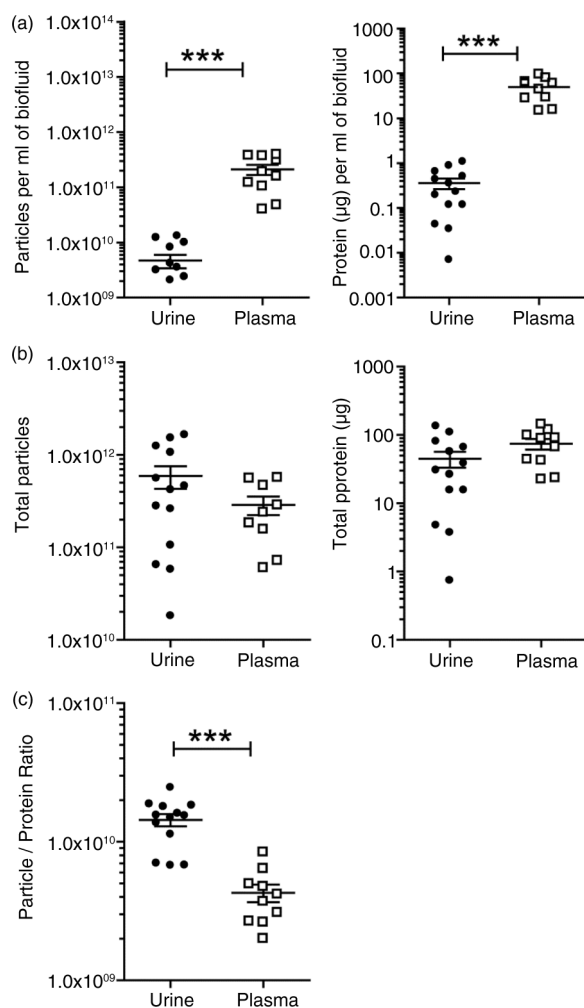 (a)
Particles per ml of biofluid
1.0x10^14
1.0x10^13
1.0x10^12
1.0x10^11
1.0x10^10
1.0x10^09
***
Urine Plasma
Protein (µg) per ml of biofluid
1000
100
10
1
0.1
0.01
0.001
***
Urine Plasma
(b)
Total particles
1.0x10^13
1.0x10^12
1.0x10^11
1.0x10^10
Urine Plasma
Total pprotein (µg)
1000
100
10
1
0.1
Urine Plasma
(c)
Particle / Protein Ratio
1.0x10^11
1.0x10^10
1.0x10^09
***
Urine Plasma